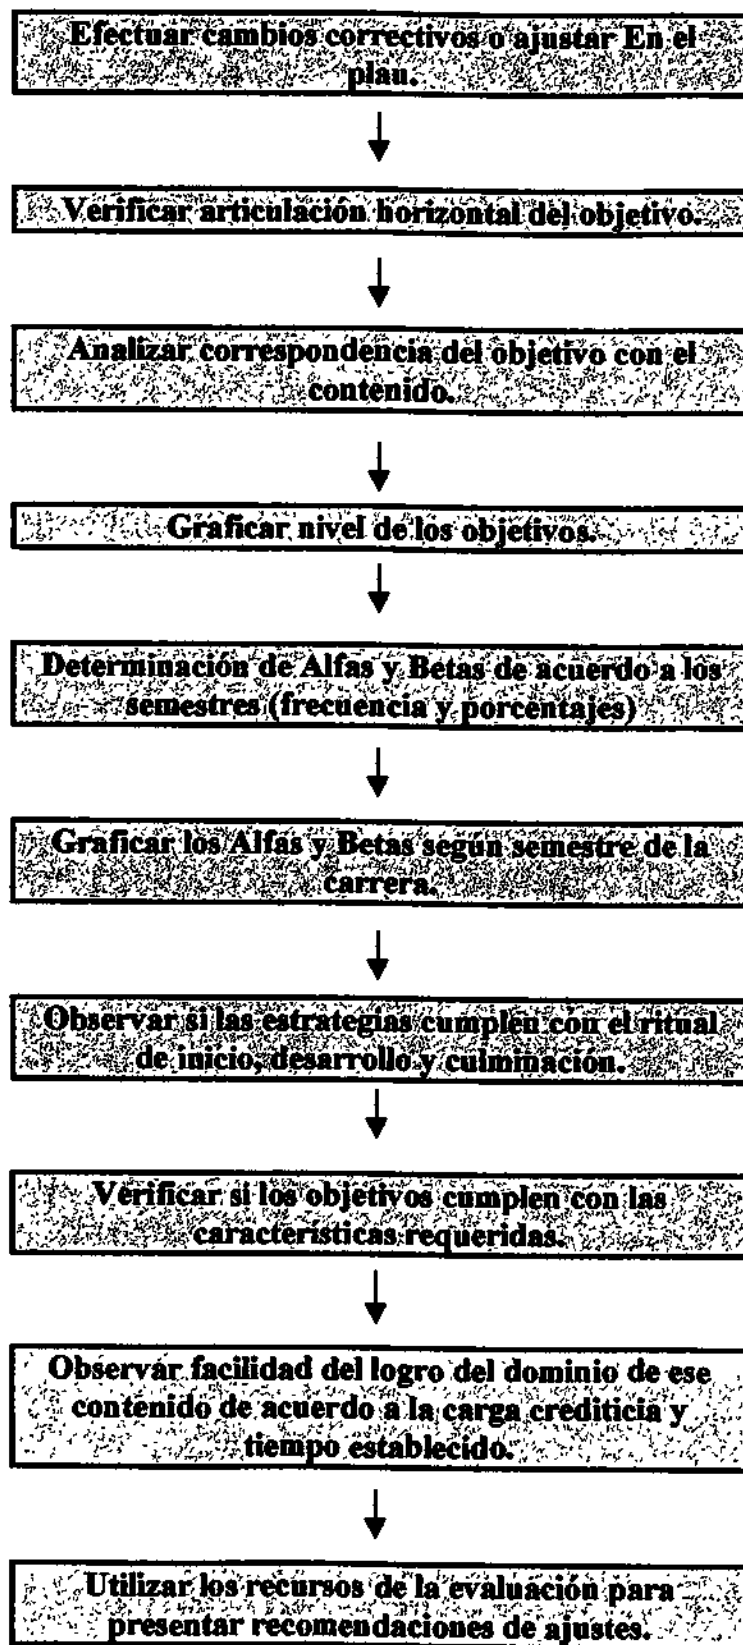 Efectuar cambios correctivos o ajustar En el
plau.
Verificar articulación horizontal del objetivo.
Analizar correspondencia del objetivo con el
contenido.
Graficar nivel de los objetivos.
Determinación de Alfas y Betas de acuerdo a los
semestres (frecuencia y porcentajes)
Graficar los Alfas y Betas según semestre de la
carrera.
Observar si las estrategias cumplen con el ritual
de inicio, desarrollo y culminación.
Verificar si los objetivos cumplen con las
características requeridas.
Observar facilidad del logro del dominio de ese
contenido de acuerdo a la carga crediticia y
tiempo establecido.
Utilizar los recursos de la evaluación para
presentar recomendaciones de ajustes.